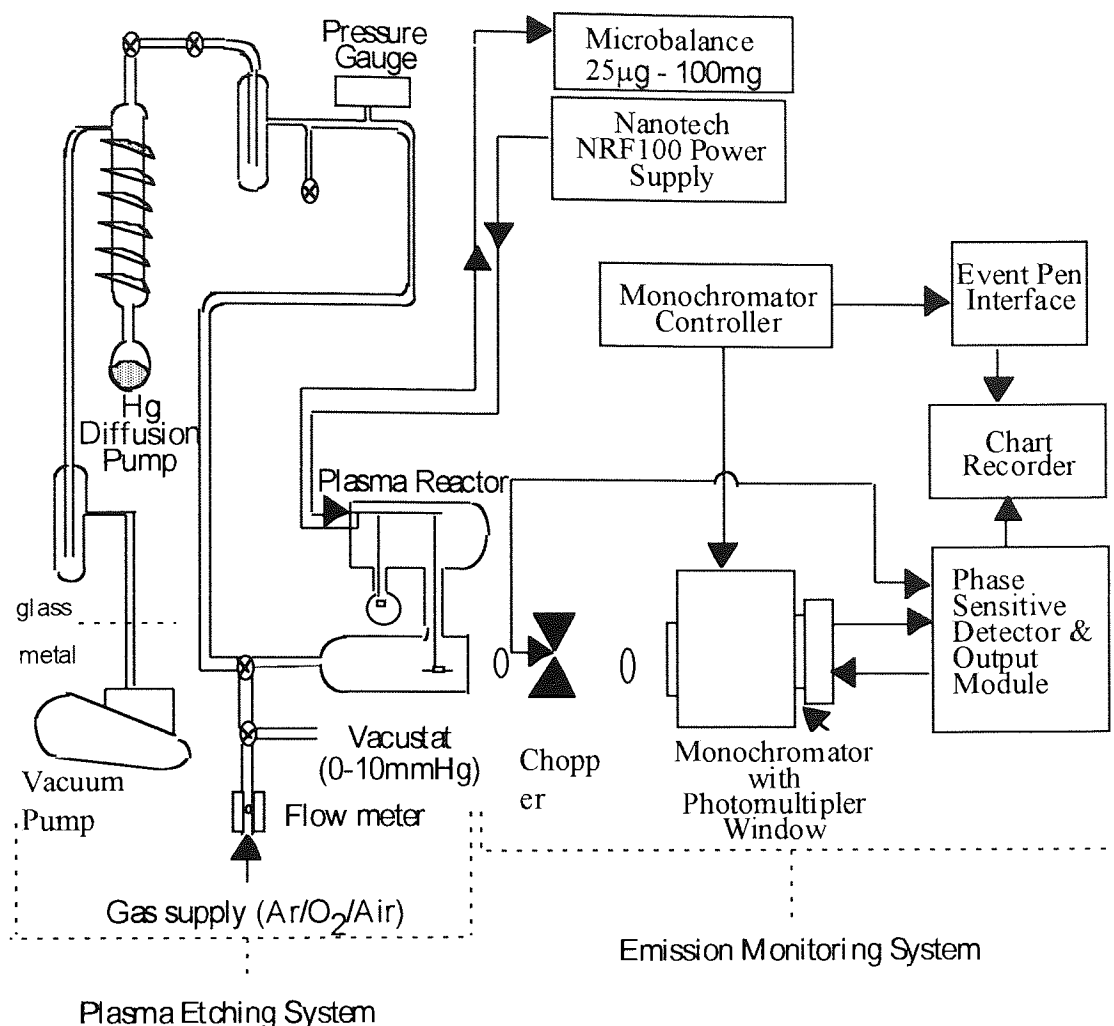 Pressure
Gauge
Microbalance
25µg - 100mg
Nanotech
NRF100 Power
Supply
Monochromator
Controller
Event Pen
Interface
Hg
Diffusion
Pump
Chart
Recorder
Plasma Reactor
glass
metal
Phase
Sensitive
Detector &
Output
Module
Vacuum
Pump
Vacustat
(0-10mmHg)
Flow meter
Chopp
er
Monochromator
with
Photomultipler
Window
Gas supply (Ar/O₂/Air)
Emission Monitoring System
Plasma Etching System